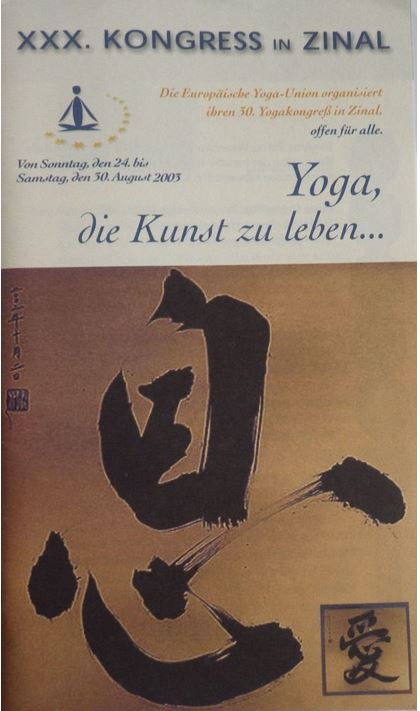 XXX. KONGRESS IN ZINAL
Die Europäische Yoga-Union organisiert
ihren 30. Yogakongreß in Zinal,
offen für alle.
Von Sonntag, den 24. bis
Samstag, den 30. August 2003
Yoga,
die Kunst zu leben...
息
愛